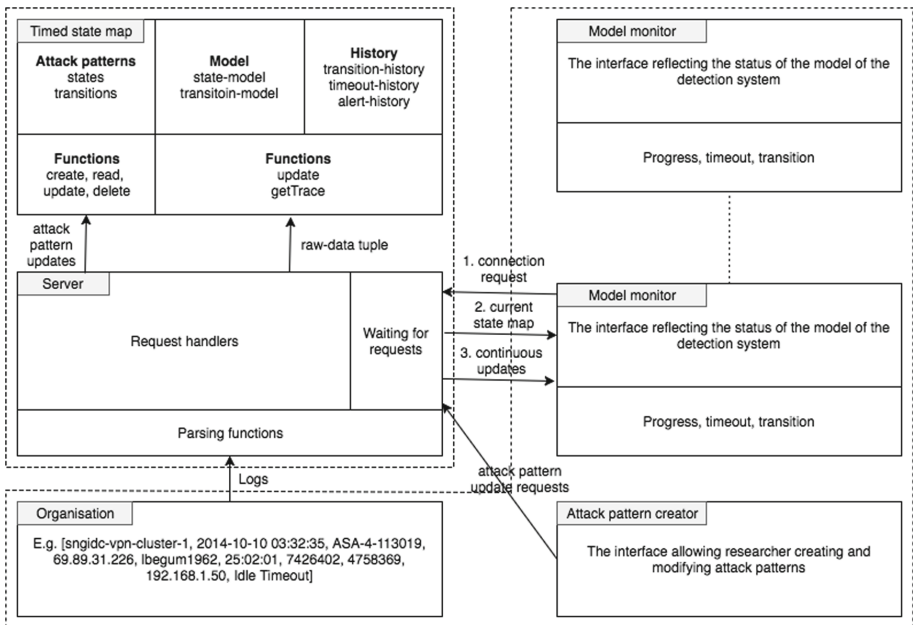 Timed state map
Attack patterns
states
transitions
Model
state-model
transitoin-model
History
transition-history
timeout-history
alert-history
Functions
create, read,
update, delete
Functions
update
getTrace
attack
pattern
updates
raw-data tuple
Server
Request handlers
Waiting for
requests
Parsing functions
Logs
Organisation
E.g. [sngidc-vpn-cluster-1, 2014-10-10 03:32:35, ASA-4-113019,
69.89.31.226, lbegum1962, 25:02:01, 7426402, 4758369,
192.168.1.50, Idle Timeout]
1. connection
request
2. current
state map
3. continuous
updates
attack pattern
update requests
Model monitor
The interface reflecting the status of the model of the
detection system
Progress, timeout, transition
Model monitor
The interface reflecting the status of the model of the
detection system
Progress, timeout, transition
Attack pattern creator
The interface allowing researcher creating and
modifying attack patterns